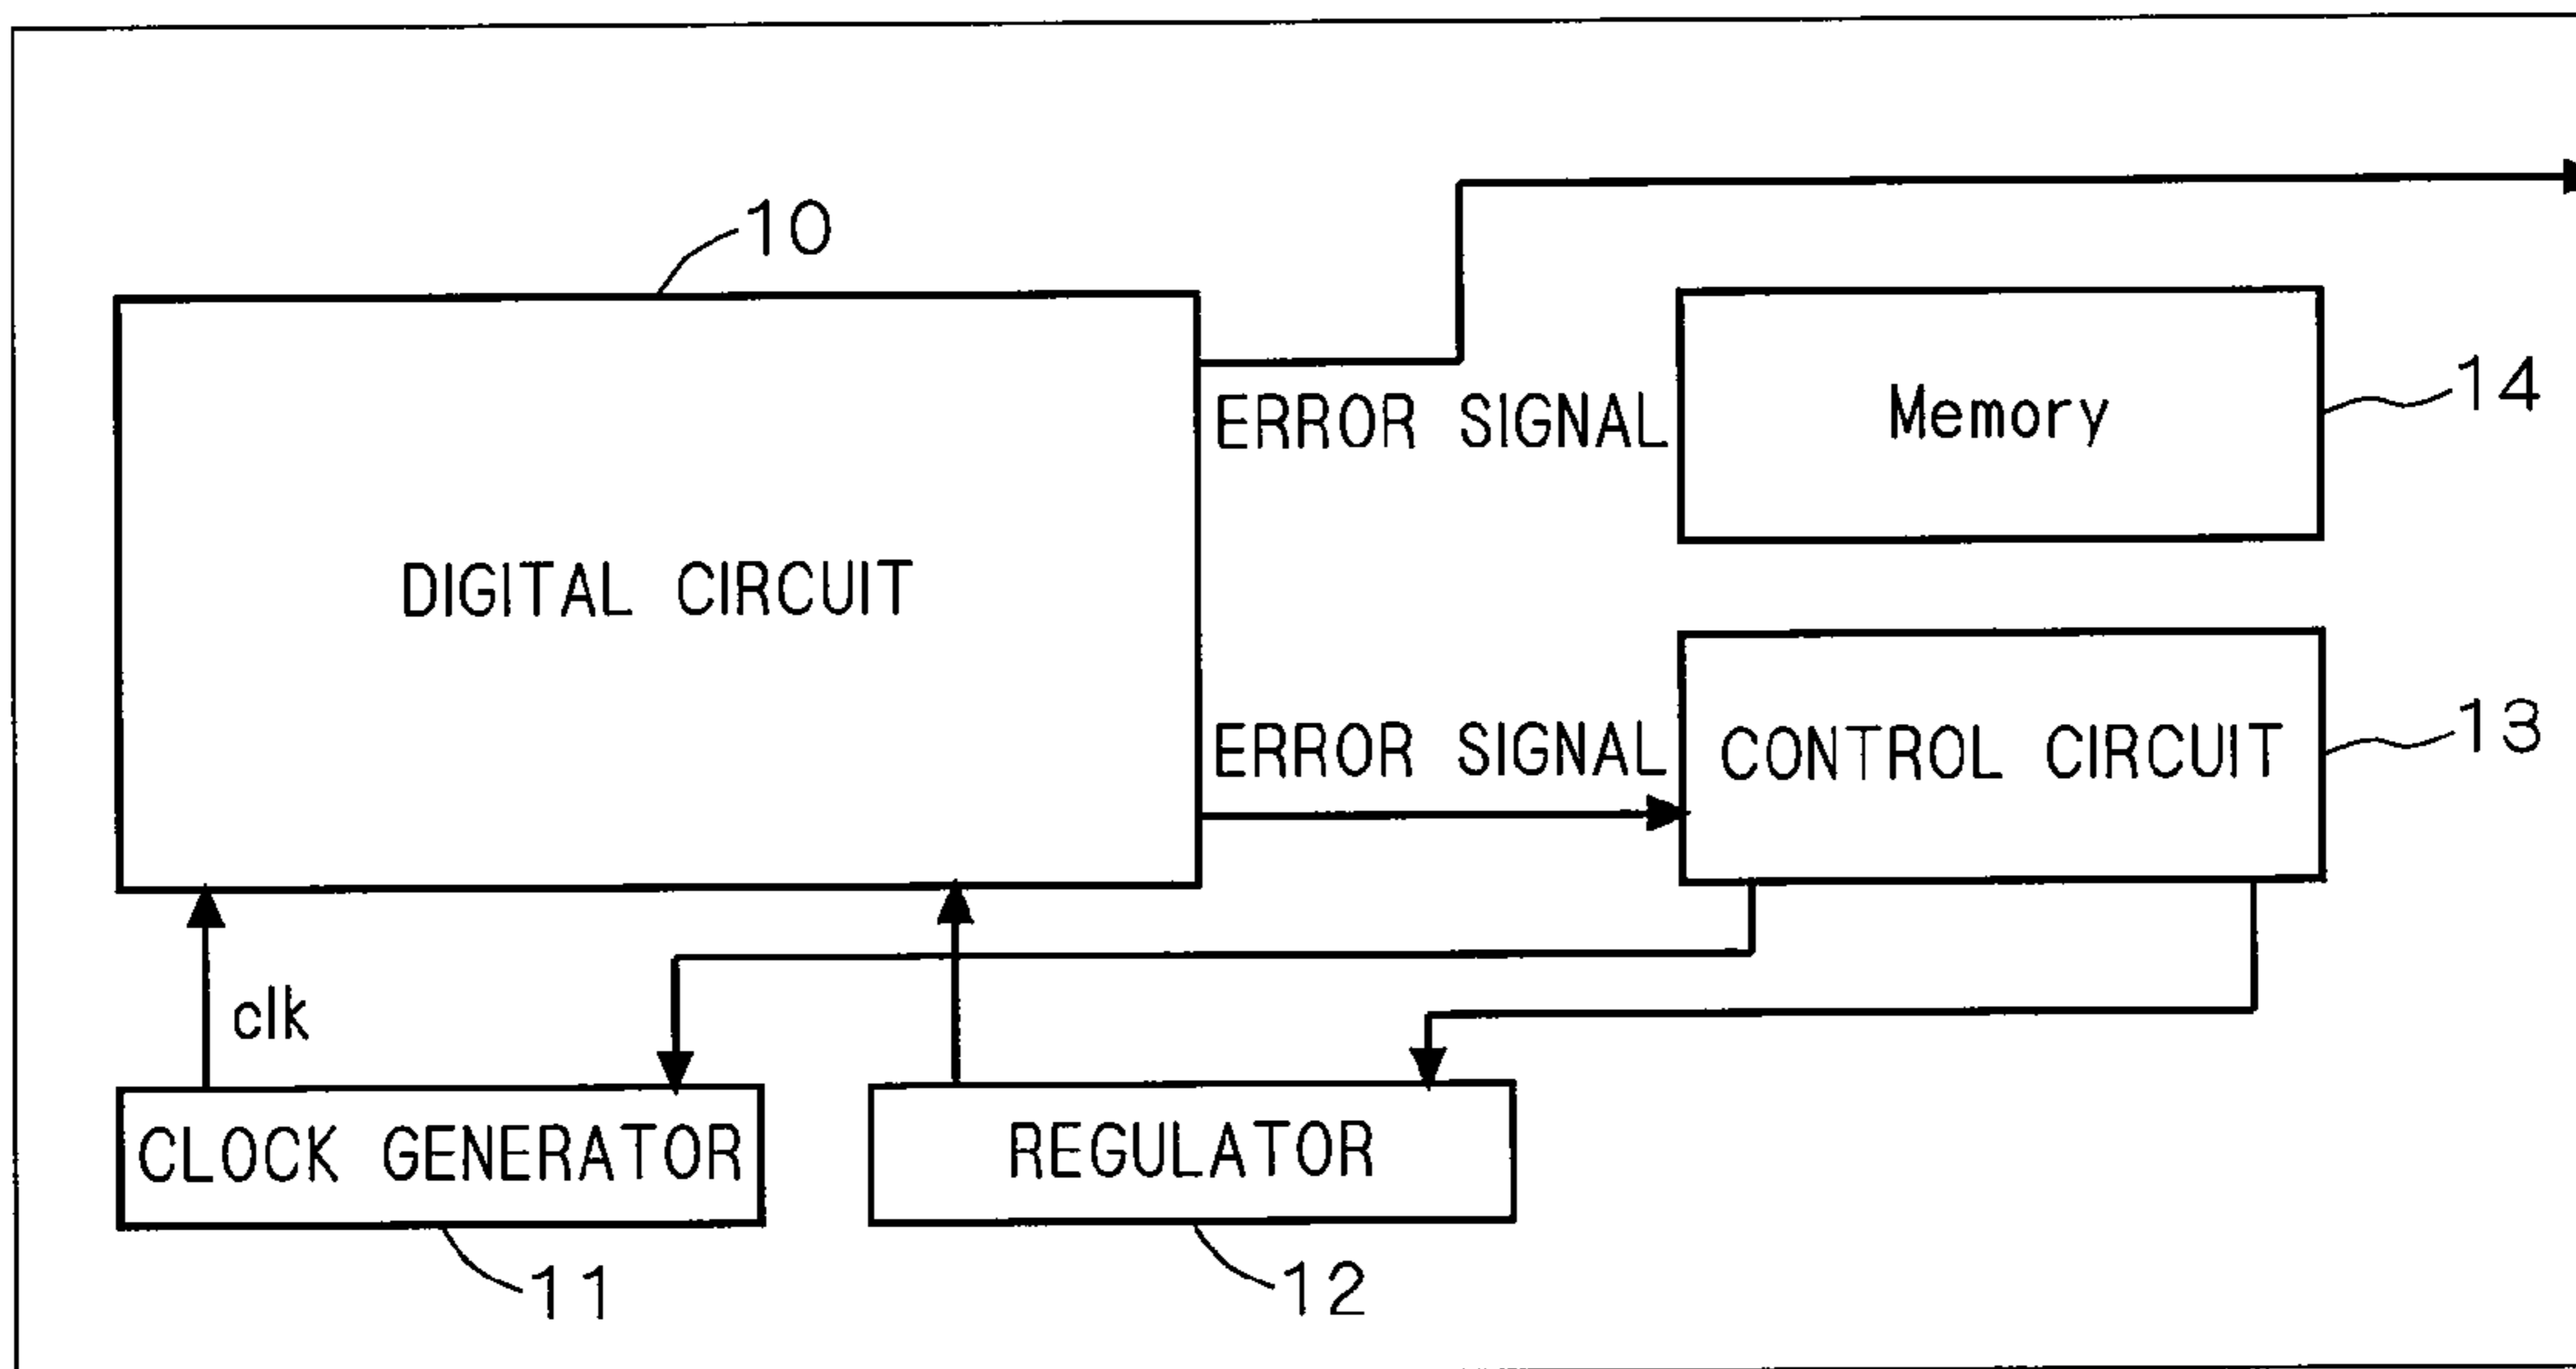 10
ERROR SIGNAL
Memory
14
DIGITAL CIRCUIT
ERROR SIGNAL
CONTROL CIRCUIT
13
clk
CLOCK GENERATOR
REGULATOR
11
12